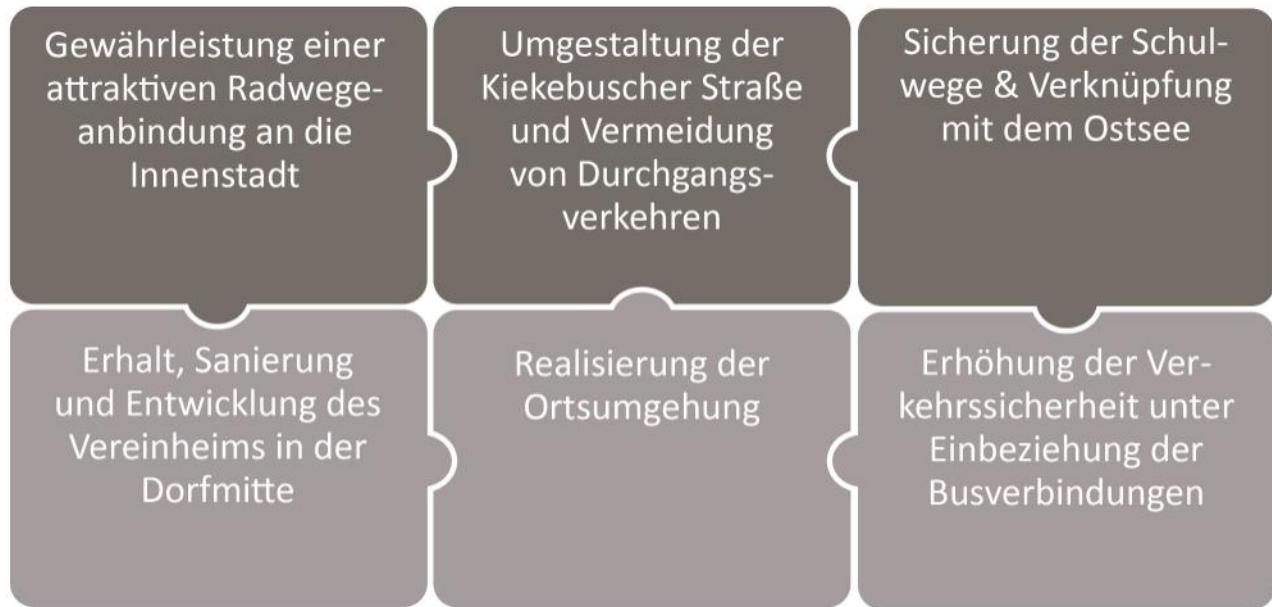 Gewährleistung einer
attraktiven Radwege-
anbindung an die
Innenstadt
Umgestaltung der
Kiekebuscher Straße
und Vermeidung
von Durchgangs-
verkehren
Sicherung der Schul-
wege & Verknüpfung
mit dem Ostsee
Erhalt, Sanierung
und Entwicklung des
Vereinheims in der
Dorfmitte
Realisierung der
Ortsumgehung
Erhöhung der Ver-
kehrssicherheit unter
Einbeziehung der
Busverbindungen